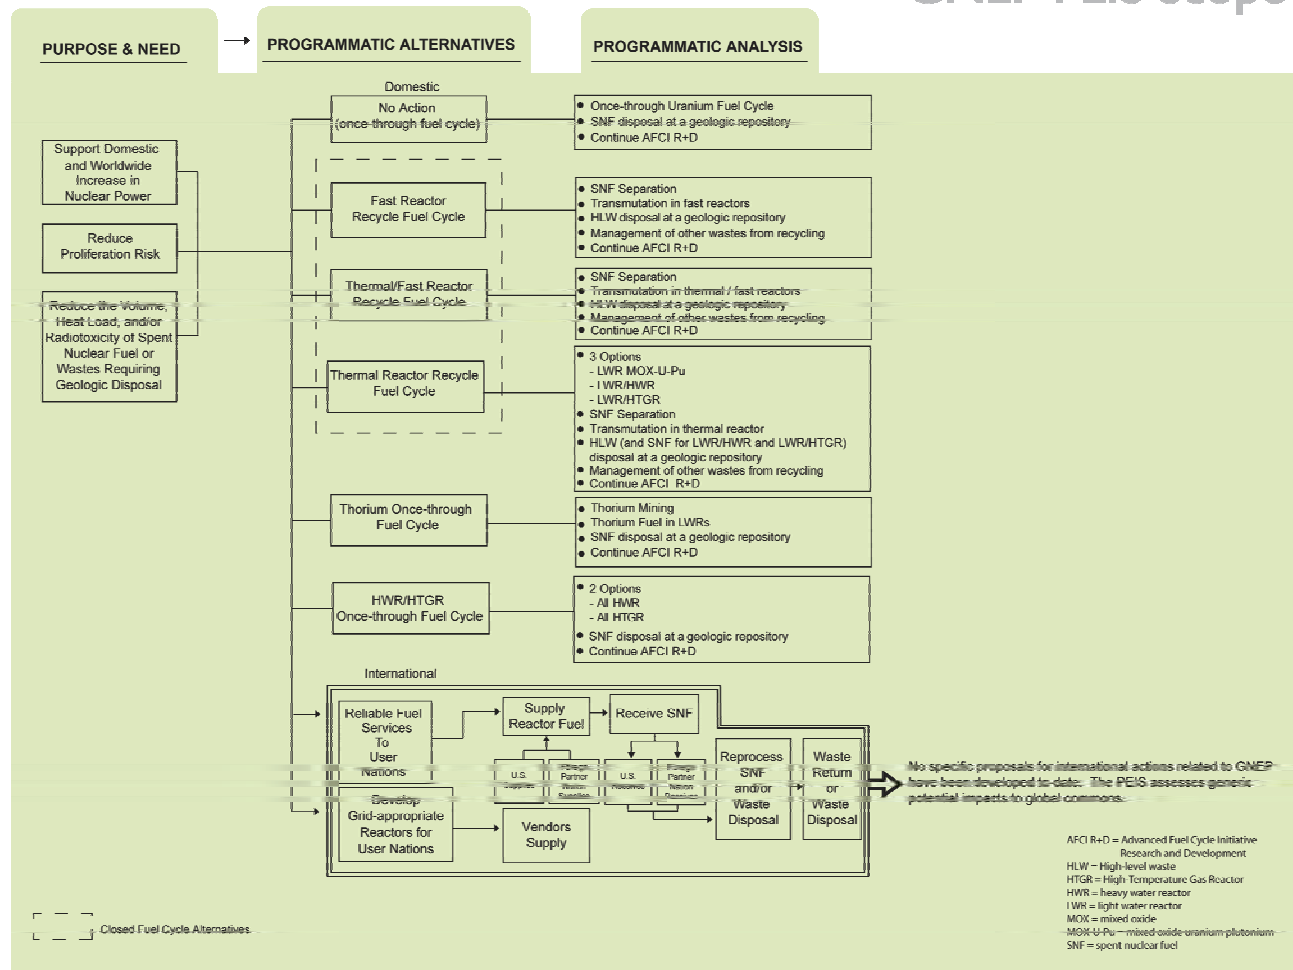 GNEP PEIS Scope
PURPOSE & NEED
PROGRAMMATIC ALTERNATIVES
PROGRAMMATIC ANALYSIS
Support Domestic
and Worldwide
Increase in
Nuclear Power
Reduce
Proliferation Risk
Reduce the Volume,
Heat Load, and/or
Radiotoxicity of Spent
Nuclear Fuel or
Wastes Requiring
Geologic Disposal
Domestic
No Action
(once-through fuel cycle)
• Once-through Uranium Fuel Cycle
• SNF disposal at a geologic repository
• Continue AFCI R+D
Fast Reactor
Recycle Fuel Cycle
• SNF Separation
• Transmutation in fast reactors
• HLW disposal at a geologic repository
• Management of other wastes from recycling
• Continue AFCI R+D
Thermal/Fast Reactor
Recycle Fuel Cycle
• SNF Separation
• Transmutation in thermal / fast reactors
• HLW disposal at a geologic repository
• Management of other wastes from recycling
• Continue AFCI R+D
Thermal Reactor Recycle
Fuel Cycle
• 3 Options
- LWR MOX-U-Pu
- LWR/HWR
- LWR/HTGR
• SNF Separation
• Transmutation in thermal reactor
• HLW (and SNF for LWR/HWR and LWR/HTGR)
disposal at a geologic repository
• Management of other wastes from recycling
• Continue AFCI R+D
Thorium Once-through
Fuel Cycle
• Thorium Mining
• Thorium Fuel in LWRs
• SNF disposal at a geologic repository
• Continue AFCI R+D
HWR/HTGR
Once-through Fuel Cycle
• 2 Options
- All HWR
- All HTGR
• SNF disposal at a geologic repository
• Continue AFCI R+D
International
Reliable Fuel
Services
To
User
Nations
Supply
Reactor Fuel
Receive SNF
U.S.
Foreign
Partner
Nation
U.S.
Foreign
Partner
Nation
Reprocess
SNF
and/or
Waste
Disposal
Waste
Return
or
Waste
Disposal
Develop
Grid-appropriate
Reactors for
User Nations
Vendors
Supply
No specific proposals for international actions related to GNEP
have been developed to date. The PEIS assesses generic
potential impacts to global commons.
AFCI R+D = Advanced Fuel Cycle Initiative
Research and Development
HLW = High-level waste
HTGR = High-Temperature Gas Reactor
HWR = heavy water reactor
LWR = light water reactor
MOX = mixed oxide
MOX-U-Pu = mixed oxide uranium plutonium
SNF = spent nuclear fuel
Closed Fuel Cycle Alternatives